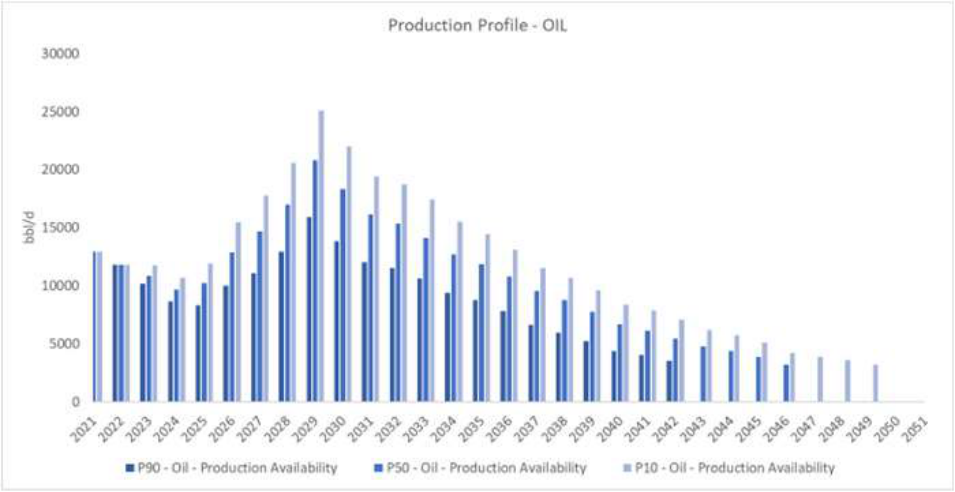 Production Profile - OIL
30000
25000
20000
15000
10000
5000
0
bbl/d
2021 2022 2023 2024 2025 2026 2027 2028 2029 2030 2031 2032 2033 2034 2035 2036 2037 2038 2039 2040 2041 2042 2043 2044 2045 2046 2047 2048 2049 2050 2051
P90 - Oil - Production Availability P50 - Oil - Production Availability P10 - Oil - Production Availability